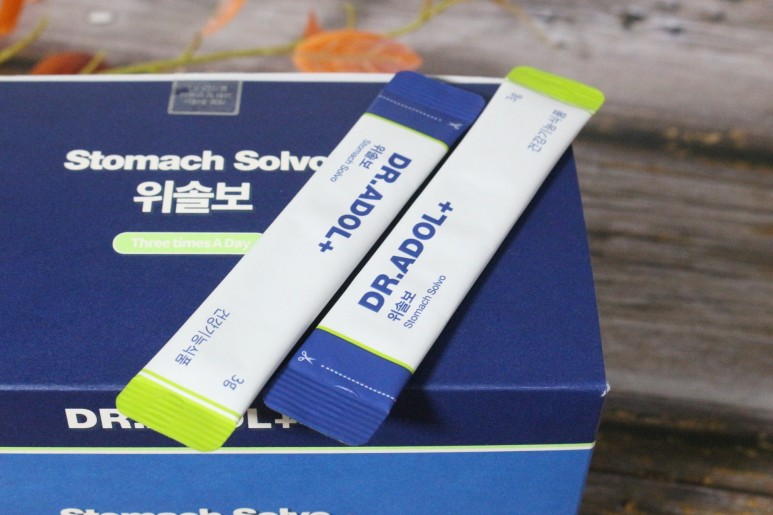 Stomach Solvo
위솔보
Three times A Day
DR.ADOL+
위솔보
Stomach Solvo
건강기능식품
3g
DR.ADOL+
위솔보
Stomach Solvo
건강기능식품
3g
Stomach Solvo